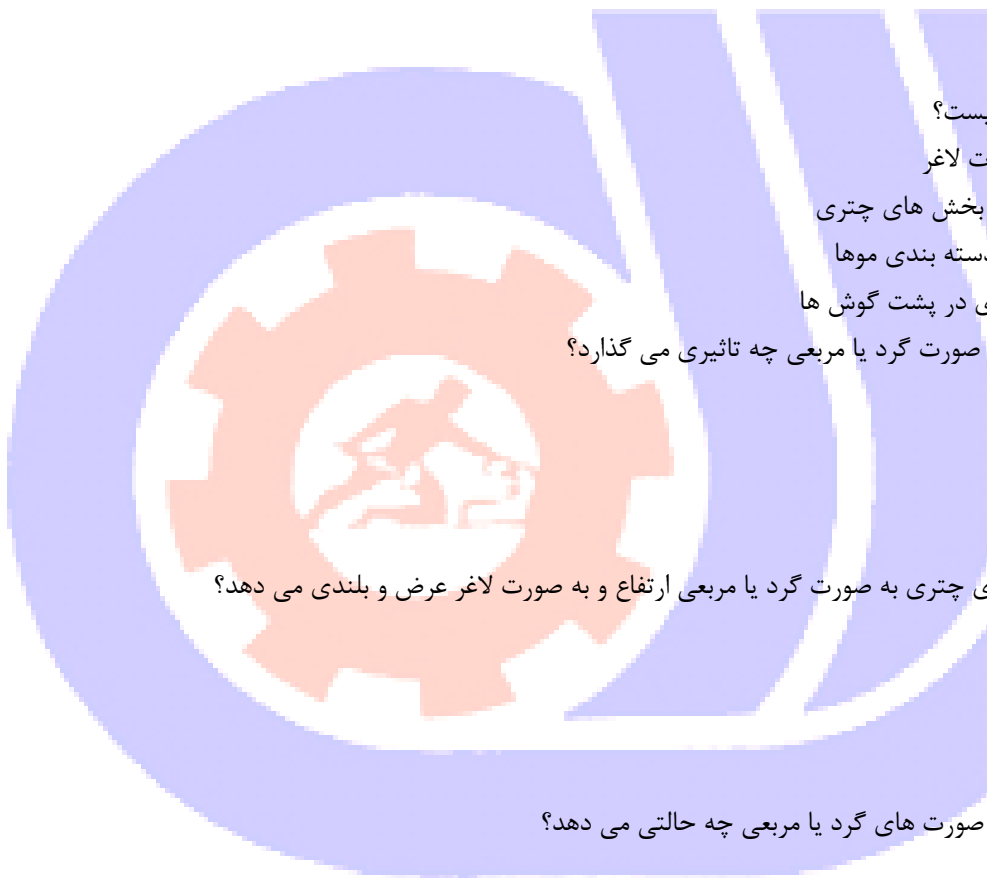 یست؟
ت لاغر
بخش های چتری
دسته بندی موها
ی در پشت گوش ها
صورت گرد یا مربعی چه تاثیری می گذارد؟
ی چتری به صورت گرد یا مربعی ارتفاع و به صورت لاغر عرض و بلندی می دهد؟
صورت های گرد یا مربعی چه حالتی می دهد؟